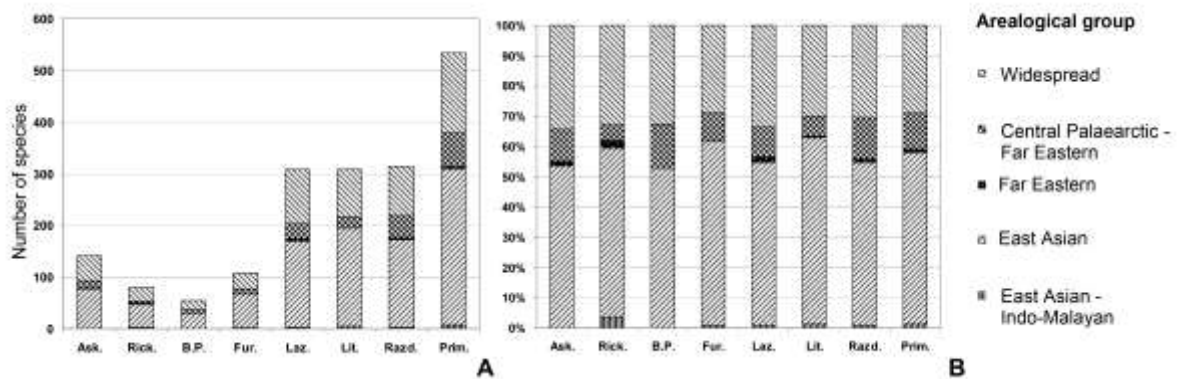 Number of species
600
500
400
300
200
100
0
Ask. Rick. B.P. Fur. Laz. Lit. Razd. Prim.
A
100%
90%
80%
70%
60%
50%
40%
30%
20%
10%
0%
Ask. Rick. B.P. Fur. Laz. Lit. Razd. Prim.
B
Arealogical group
Widespread
Central Palaearctic -
Far Eastern
Far Eastern
East Asian
East Asian -
Indo-Malayan